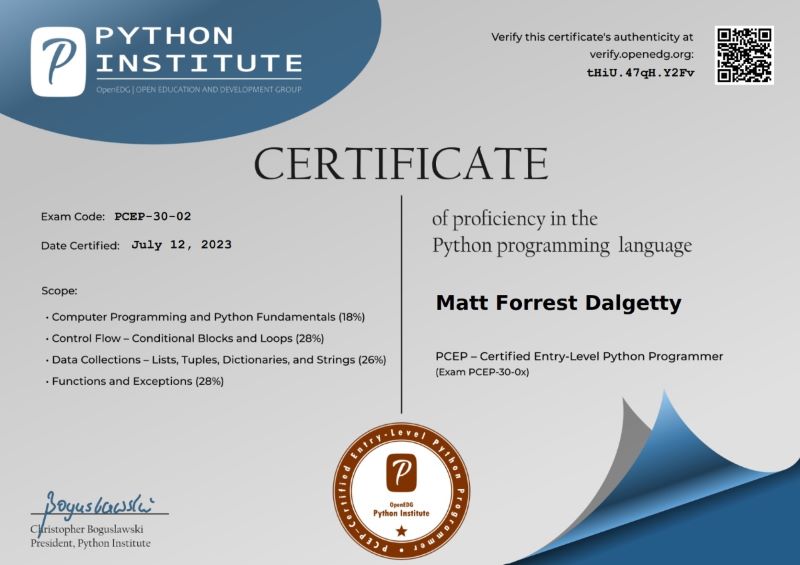 PYTHON
INSTITUTE
OpenEDG | OPEN EDUCATION AND DEVELOPMENT GROUP
Verify this certificate's authenticity at
verify.openedg.org:
tHiU.47qH.Y2Fv
CERTIFICATE
Exam Code: PCEP-30-02
Date Certified: July 12, 2023
Scope:
• Computer Programming and Python Fundamentals (18%)
• Control Flow – Conditional Blocks and Loops (28%)
• Data Collections – Lists, Tuples, Dictionaries, and Strings (26%)
• Functions and Exceptions (28%)
of proficiency in the
Python programming language
Matt Forrest Dalgetty
PCEP – Certified Entry-Level Python Programmer
(Exam PCEP-30-0x)
PCEP-Certified Entry-Level Python Programmer
OpenEDG
Python Institute
Boguslawski
Christopher Boguslawski
President, Python Institute